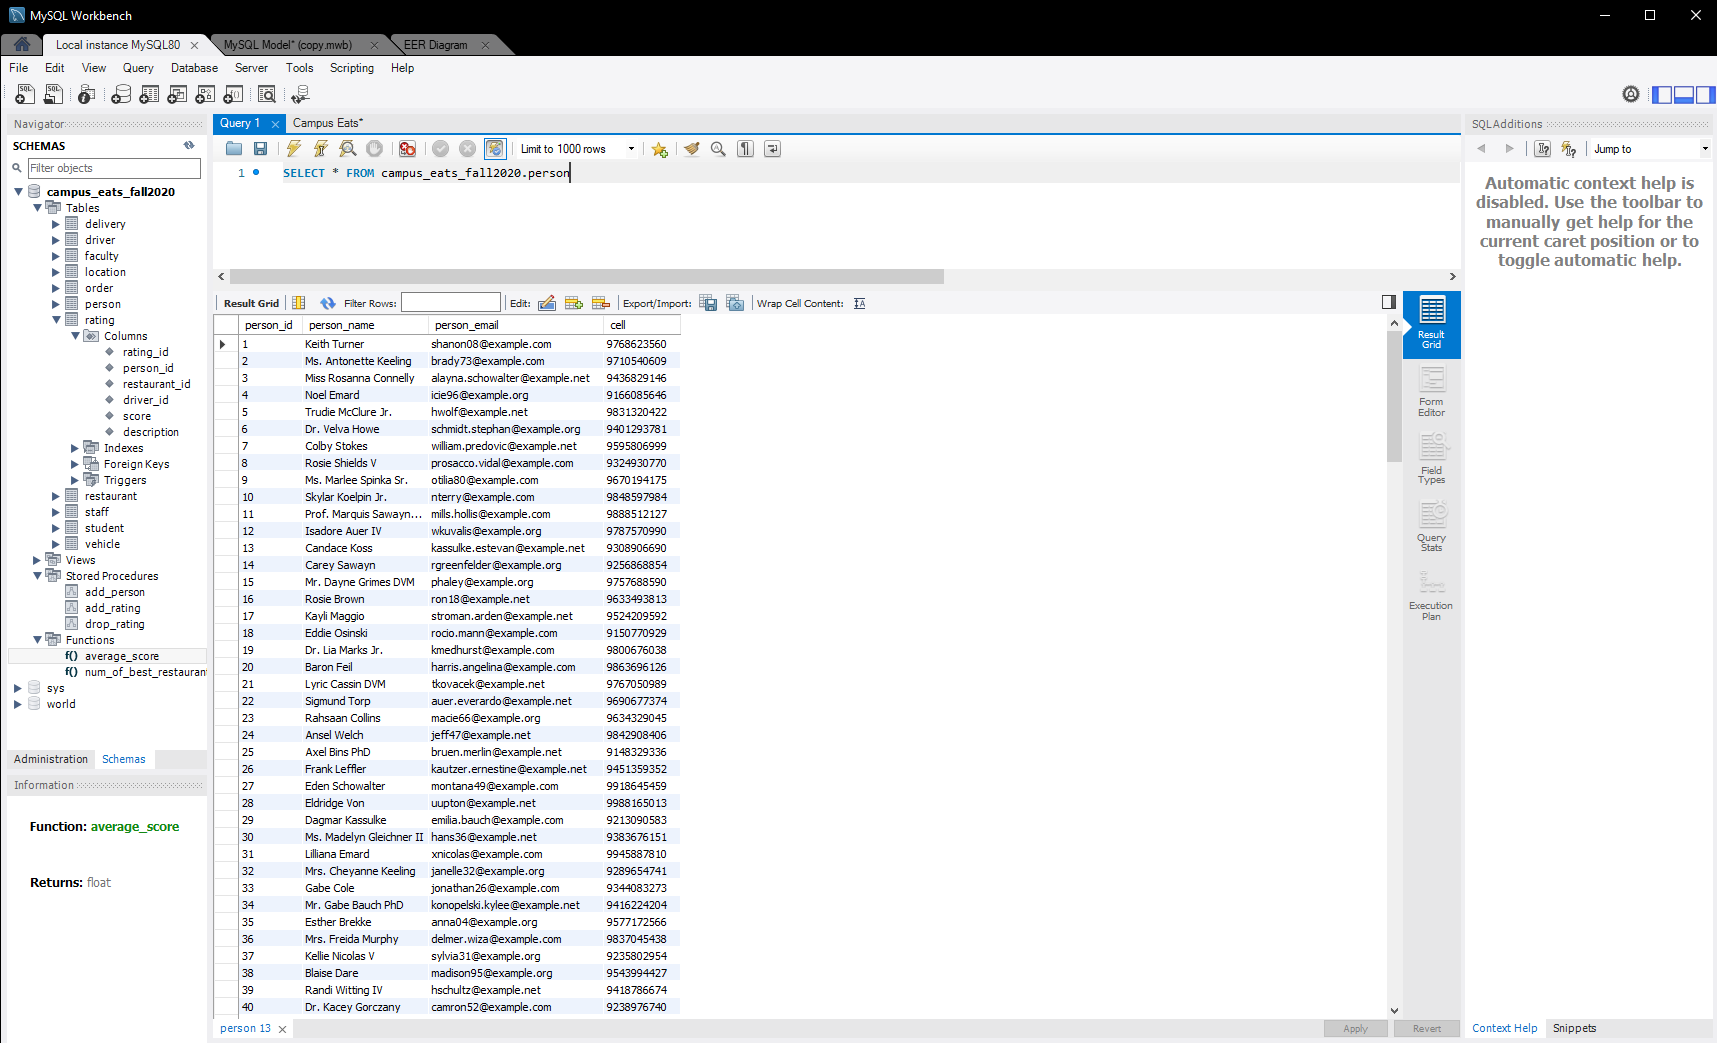 MySQL Workbench
Local instance MySQL80
MySQL Model* (copy.mwb)
EER Diagram
File Edit View Query Database Server Tools Scripting Help
Navigator
SCHEMAS
Filter objects
campus_eats_fall2020
Tables
delivery
driver
faculty
location
order
person
rating
Columns
rating_id
person_id
restaurant_id
driver_id
score
description
Indexes
Foreign Keys
Triggers
restaurant
staff
student
vehicle
Views
Stored Procedures
add_person
add_rating
drop_rating
Functions
f() average_score
f() num_of_best_restauran
sys
world
Administration Schemas
Information
Function: average_score
Returns: float
Query 1 Campus Eats*
Limit to 1000 rows
1 SELECT * FROM campus_eats_fall2020.person
Result Grid Filter Rows: Edit: Export/Import: Wrap Cell Content:
person_id person_name person_email cell
1 Keith Turner shanon08@example.com 9768623560
2 Ms. Antonette Keeling brady73@example.com 9710540609
3 Miss Rosanna Connelly alayna.schowalter@example.net 9436829146
4 Noel Emard icie96@example.org 9166085646
5 Trudie McClure Jr. hwolf@example.net 9831320422
6 Dr. Velva Howe schmidt.stephan@example.org 9401293781
7 Colby Stokes william.predovic@example.net 9595806999
8 Rosie Shields V prosacco.vidal@example.com 9324930770
9 Ms. Marlee Spinka Sr. otilia80@example.com 9670194175
10 Skylar Koelpin Jr. nterry@example.com 9848597984
11 Prof. Marquis Sawayn... mills.hollis@example.com 9888512127
12 Isadore Auer IV wkuvalis@example.org 9787570990
13 Candace Koss kassulke.estevan@example.net 9308906690
14 Carey Sawayn rgreenfelder@example.org 9256868854
15 Mr. Dayne Grimes DVM phaley@example.org 9757688590
16 Rosie Brown ron18@example.net 9633493813
17 Kayli Maggio stroman.arden@example.net 9524209592
18 Eddie Osinski rocio.mann@example.com 9150770929
19 Dr. Lia Marks Jr. kmedhurst@example.com 9800676038
20 Baron Feil harris.angelina@example.com 9863696126
21 Lyric Cassin DVM tkovacek@example.net 9767050989
22 Sigmund Torp auer.everardo@example.net 9690677374
23 Rahsaan Collins macie66@example.org 9634329045
24 Ansel Welch jeff47@example.net 9842908406
25 Axel Bins PhD bruen.merlin@example.net 9148329336
26 Frank Leffler kautzer.ernestine@example.net 9451359352
27 Eden Schowalter montana49@example.com 9918645459
28 Eldridge Von uupton@example.net 9988165013
29 Dagmar Kassulke emilia.bauch@example.com 9213090583
30 Ms. Madelyn Gleichner II hans36@example.net 9383676151
31 Lilliana Emard xnicolas@example.com 9945887810
32 Mrs. Cheyanne Keeling janelle32@example.org 9289654741
33 Gabe Cole jonathan26@example.com 9344083273
34 Mr. Gabe Bauch PhD konopelski.kylee@example.net 9416224204
35 Esther Brekke anna04@example.org 9577172566
36 Mrs. Freida Murphy delmer.wiza@example.com 9837045438
37 Kellie Nicolas V sylvia31@example.org 9235802954
38 Blaise Dare madison95@example.org 9543994427
39 Randi Witting IV hschultz@example.net 9418786674
40 Dr. Kacey Gorczany camron52@example.com 9238976740
person 13
Apply Revert
Result
Grid
Form
Editor
Field
Types
Query
Stats
Execution
Plan
SQLAdditions
Jump to
Automatic context help is
disabled. Use the toolbar to
manually get help for the
current caret position or to
toggle automatic help.
Context Help Snippets